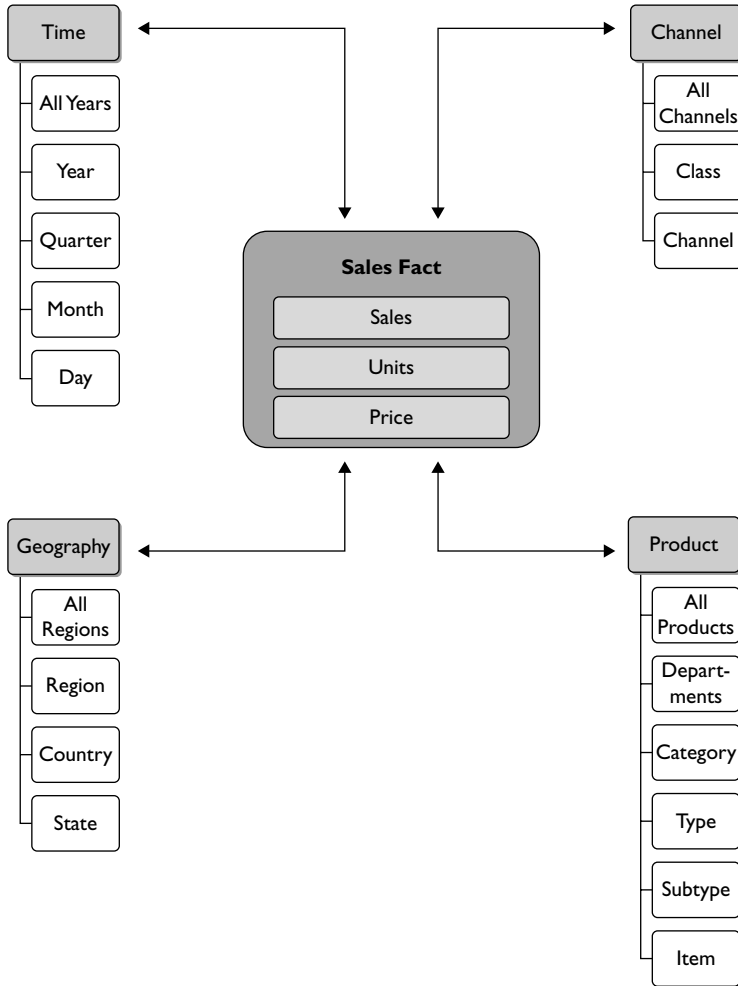 Time
All Years
Year
Quarter
Month
Day
Channel
All
Channels
Class
Channel
Sales Fact
Sales
Units
Price
Geography
All
Regions
Region
Country
State
Product
All
Products
Depart-
ments
Category
Type
Subtype
Item